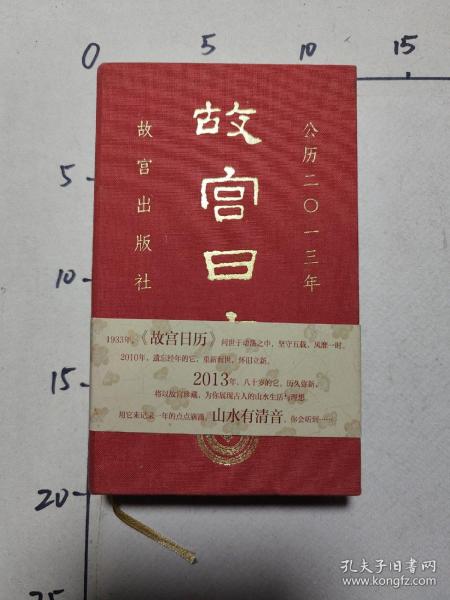 0 5 10 15
5
10
15
20
25
公历二〇一三年
故宫日
故宫出版社
1933年，《故宫日历》问世于动荡之中，坚守五载，风靡一时。
2010年，遗忘经年的它，重新面世，怀旧立新。
2013年，八十岁的它，历久弥新，
将以故宫珍藏，为你展现古人的山水生活与理想。
用它来记录一年的点点滴滴，山水有清音，你会听到……
孔夫子旧书网
www.kongfz.com